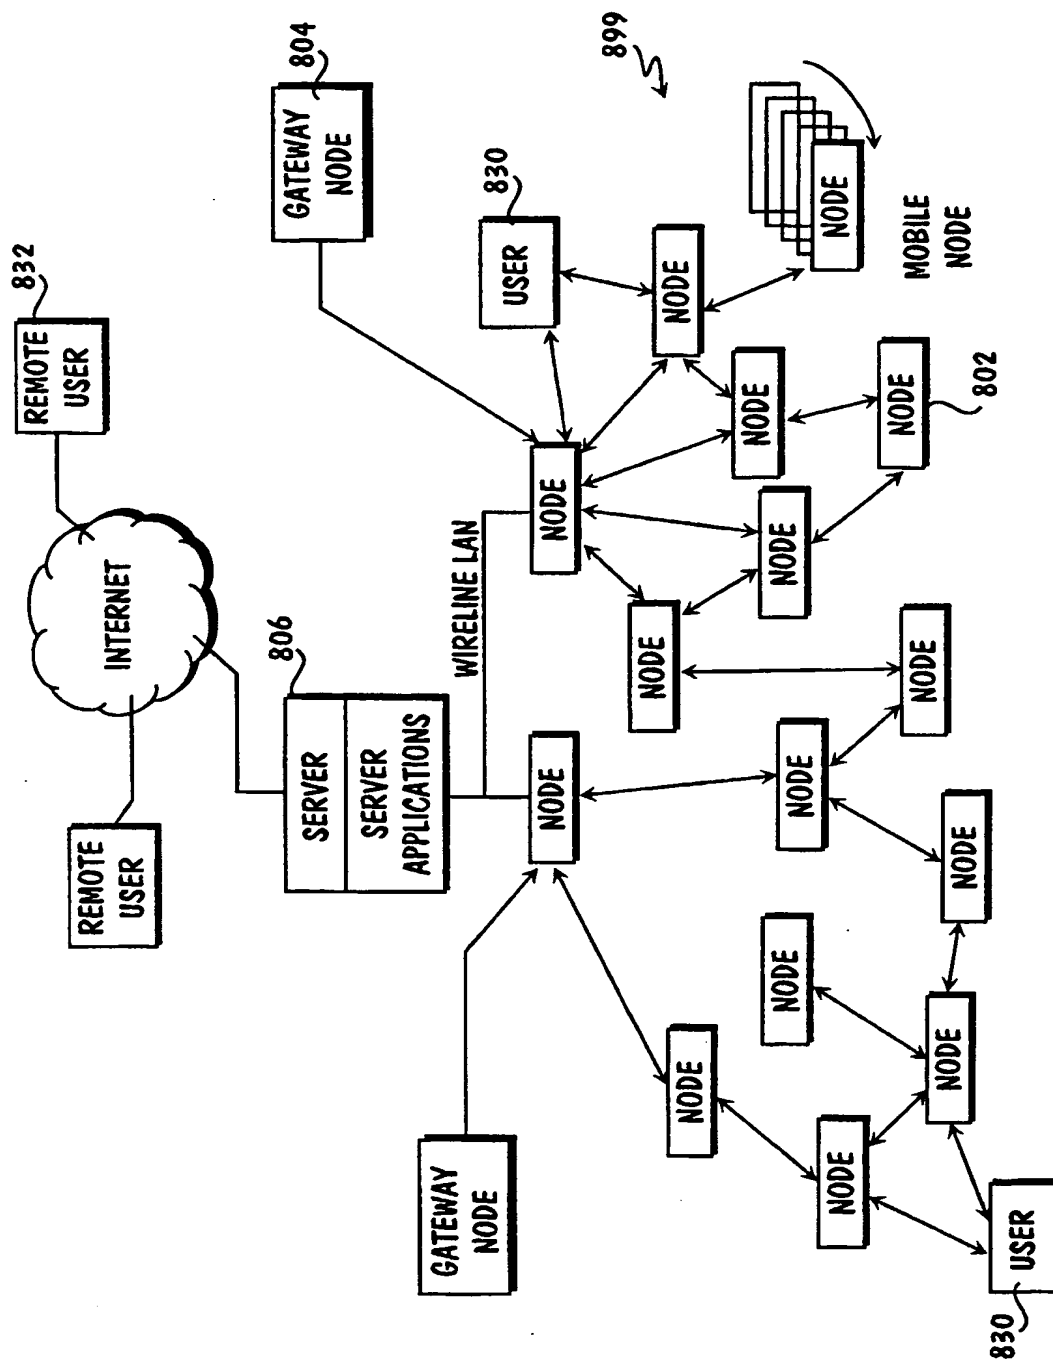 REMOTE
USER
832
REMOTE
USER
INTERNET
806
SERVER
SERVER
APPLICATIONS
WIRELINE LAN
GATEWAY
NODE
804
GATEWAY
NODE
NODE
NODE
USER
830
899
NODE
NODE
NODE
NODE
NODE
802
NODE
MOBILE
NODE
NODE
NODE
NODE
NODE
NODE
NODE
NODE
USER
830